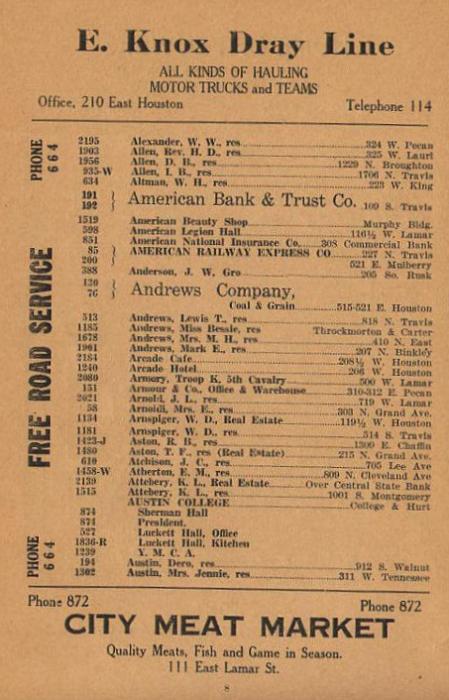 E. Knox Dray Line
ALL KINDS OF HAULING
MOTOR TRUCKS and TEAMS
Office, 210 East Houston Telephone 114
PHONE 664
FREE ROAD SERVICE
PHONE 664
2195 Alexander, W. W., res 324 W. Pecan
1903 Allen, Rev. H. D., res 325 W. Laurl
1956 Allen, D. B., res 1229 N. Broughton
935-W Allen, I. B., res 1706 N. Travis
634 Altman, W. H., res 223 W. King
191 } American Bank & Trust Co. 109 S. Travis
192 }
1519 American Beauty Shop Murphy Bldg.
598 American Legion Hall 116½ W. Lamar
851 American National Insurance Co. 308 Commercial Bank
85 } AMERICAN RAILWAY EXPRESS CO 227 N. Travis
200 } 521 E. Mulberry
388 Anderson, J. W, Gro 205 So. Rusk
130 } Andrews Company,
76 } Coal & Grain 515-521 E. Houston
513 Andrews, Lewis T., res 818 N. Travis
1185 Andrews, Miss Bessie, res Throckmorton & Carter
1678 Andrews, Mrs. M. H., res 410 N. East
1961 Andrews, Mark E., res 207 N. Binkley
2184 Arcade Cafe 208½ W. Houston
1240 Arcade Hotel 206 W. Houston
2080 Armory, Troop K, 5th Cavalry 500 W. Lamar
151 Armour & Co., Office & Warehouse 310-312 E. Pecan
2021 Arnold, J. L., res 719 W. Lamar
58 Arnoldi, Mrs. E., res 303 N. Grand Ave.
1134 Arnspiger, W. D., Real Estate 119½ W. Houston
1181 Arnspiger, W. D., res 514 S. Travis
1423-J Aston, R. B., res 1309 E. Chaffin
1480 Aston, T. F., res (Real Estate) 215 N. Grand Ave.
610 Atchison, J. C., res 705 Lee Ave
1458-W Atherton, E. M., res 809 N. Cleveland Ave
2139 Attebery, K. L., Real Estate Over Central State Bank
1515 Attebery, K. L., res 1001 S. Montgomery
AUSTIN COLLEGE College & Hurt
874 Sherman Hall
874 President.
527 Luckett Hall, Office
1836-R Luckett Hall, Kitchen
1239 Y. M. C. A.
194 Austin, Dero, res 912 S. Walnut
1302 Austin, Mrs. Jennie, res 311 W. Tennessee
Phone 872 Phone 872
CITY MEAT MARKET
Quality Meats, Fish and Game in Season.
111 East Lamar St.
8